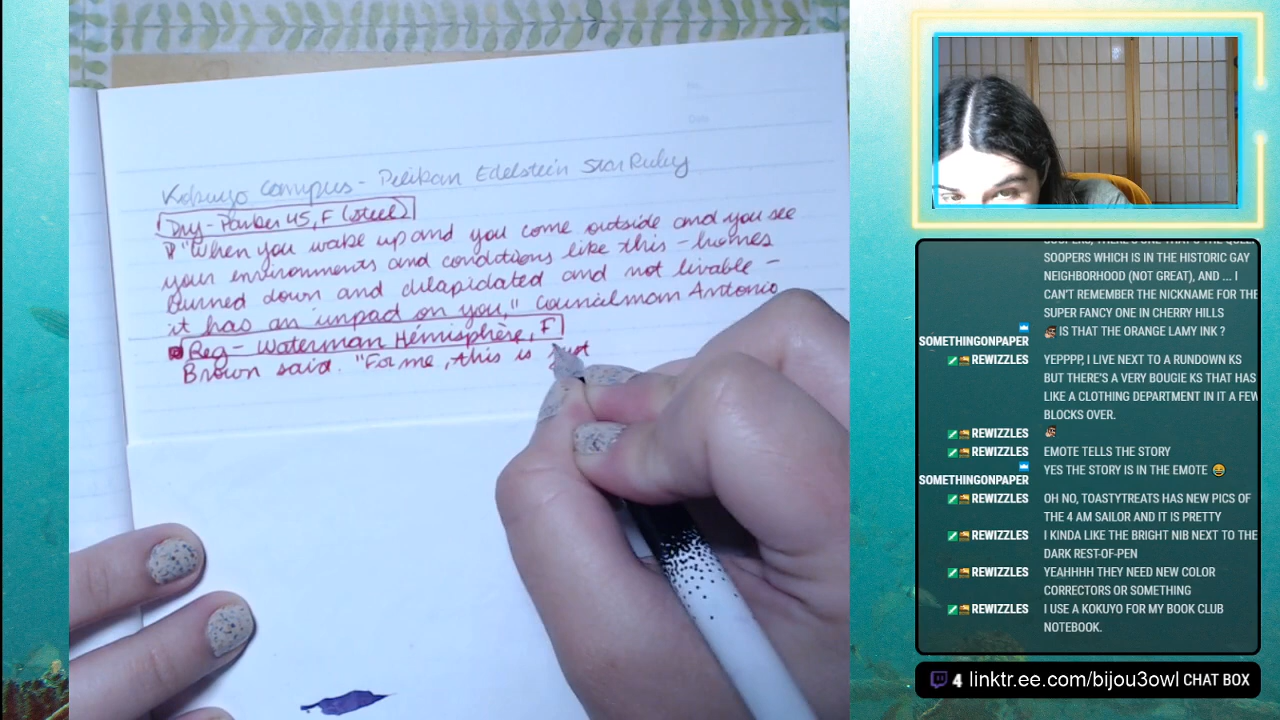 No.
Date
Kokuyo Campus - Pelikan Edelstein Star Ruby
Dry - Parker 45, F (steel)
"When you wake up and you come outside and you see
your environments and conditions like this - homes
burned down and dilapidated and not livable -
it has an impact on you," Councilman Antonio
Reg - Waterman Hémisphère, F
Brown said. "For me, this is just
SOOPERS WHICH IS IN THE HISTORIC GAY
NEIGHBORHOOD (NOT GREAT), AND ... I
CAN'T REMEMBER THE NICKNAME FOR THE
SUPER FANCY ONE IN CHERRY HILLS
SOMETHINGONPAPER IS THAT THE ORANGE LAMY INK ?
REWIZZLES YEPPPP, I LIVE NEXT TO A RUNDOWN KS
BUT THERE'S A VERY BOUGIE KS THAT HAS
LIKE A CLOTHING DEPARTMENT IN IT A FEW
BLOCKS OVER.
REWIZZLES
REWIZZLES EMOTE TELLS THE STORY
SOMETHINGONPAPER YES THE STORY IS IN THE EMOTE
REWIZZLES OH NO, TOASTYTREATS HAS NEW PICS OF
THE 4 AM SAILOR AND IT IS PRETTY
REWIZZLES I KINDA LIKE THE BRIGHT NIB NEXT TO THE
DARK REST-OF-PEN
REWIZZLES YEAHHHH THEY NEED NEW COLOR
CORRECTORS OR SOMETHING
REWIZZLES I USE A KOKUYO FOR MY BOOK CLUB
NOTEBOOK.
4 linktr.ee.com/bijou3owl CHAT BOX